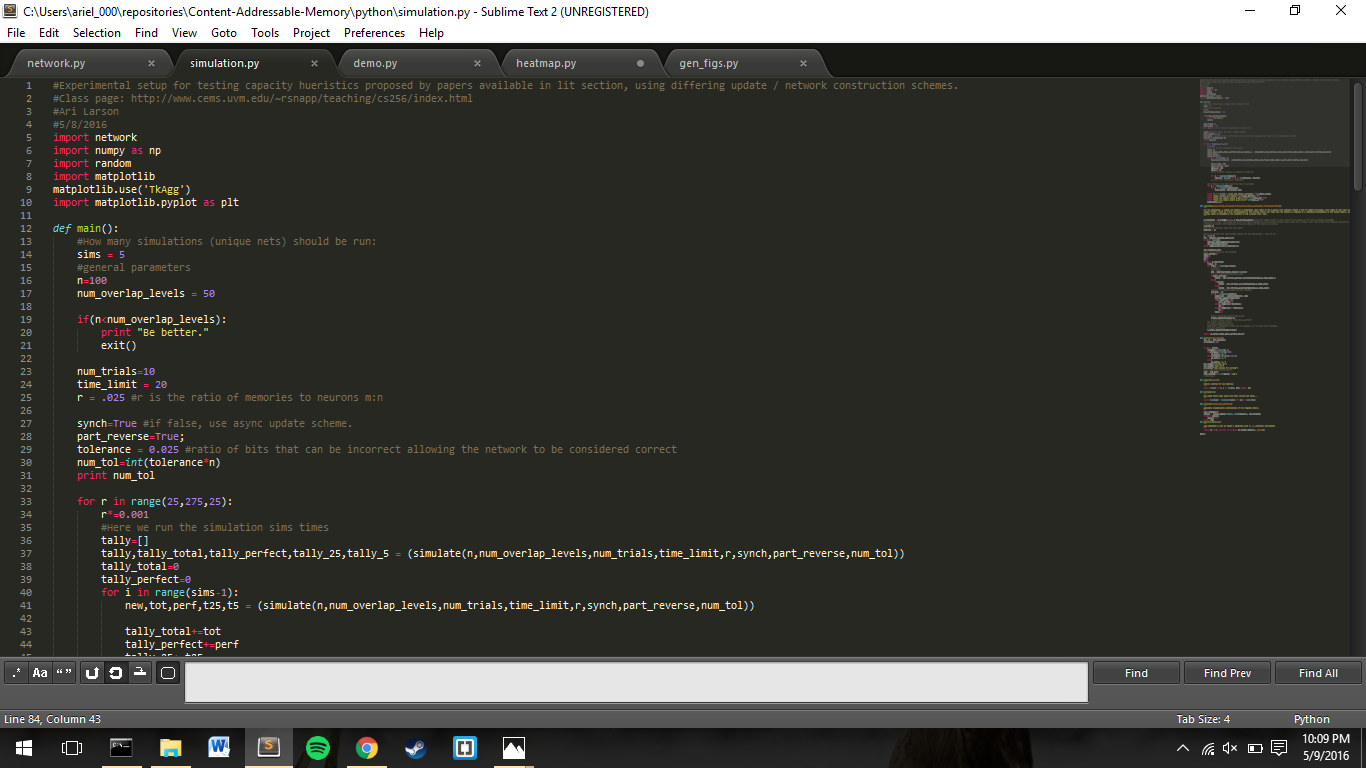 C:\Users\ariel_000\repositories\Content-Addressable-Memory\python\simulation.py - Sublime Text 2 (UNREGISTERED)
File Edit Selection Find View Goto Tools Project Preferences Help
network.py × simulation.py × demo.py × heatmap.py gen_figs.py ×
1 #Experimental setup for testing capacity hueristics proposed by papers available in lit section, using differing update / network construction schemes.
2 #Class page: http://www.cems.uvm.edu/~rsnapp/teaching/cs256/index.html
3 #Ari Larson
4 #5/8/2016
5 import network
6 import numpy as np
7 import random
8 import matplotlib
9 matplotlib.use('TkAgg')
10 import matplotlib.pyplot as plt
11
12 def main():
13 #How many simulations (unique nets) should be run:
14 sims = 5
15 #general parameters
16 n=100
17 num_overlap_levels = 50
18
19 if(n<num_overlap_levels):
20 print "Be better."
21 exit()
22
23 num_trials=10
24 time_limit = 20
25 r = .025 #r is the ratio of memories to neurons m:n
26
27 synch=True #if false, use async update scheme.
28 part_reverse=True;
29 tolerance = 0.025 #ratio of bits that can be incorrect allowing the network to be considered correct
30 num_tol=int(tolerance*n)
31 print num_tol
32
33 for r in range(25,275,25):
34 r*=0.001
35 #Here we run the simulation sims times
36 tally=[]
37 tally,tally_total,tally_perfect,tally_25,tally_5 = (simulate(n,num_overlap_levels,num_trials,time_limit,r,synch,part_reverse,num_tol))
38 tally_total=0
39 tally_perfect=0
40 for i in range(sims-1):
41 new,tot,perf,t25,t5 = (simulate(n,num_overlap_levels,num_trials,time_limit,r,synch,part_reverse,num_tol))
42
43 tally_total+=tot
44 tally_perfect+=perf
.* Aa “ ” Find Find Prev Find All
Line 84, Column 43 Tab Size: 4 Python
10:09 PM
5/9/2016